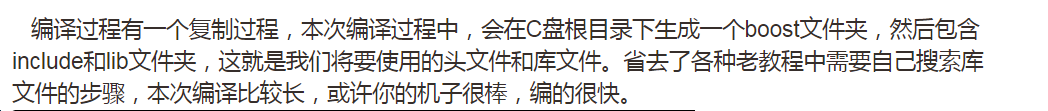 编译过程有一个复制过程，本次编译过程中，会在C盘根目录下生成一个boost文件夹，然后包含
include和lib文件夹，这就是我们将要使用的头文件和库文件。省去了各种老教程中需要自己搜索库
文件的步骤，本次编译比较长，或许你的机子很棒，编的很快。